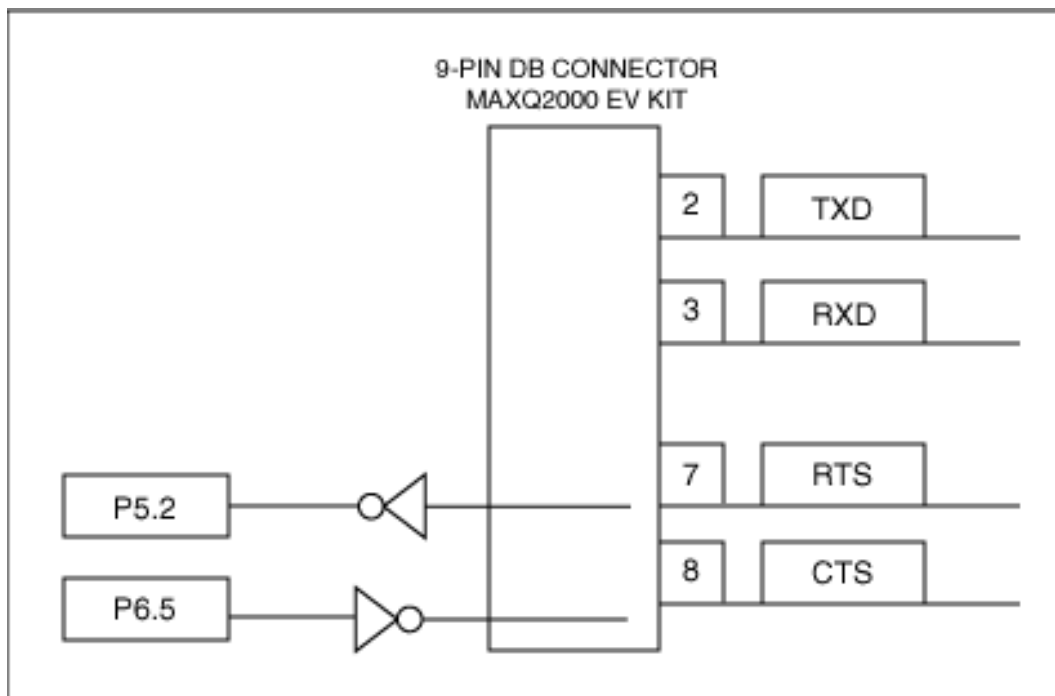 9-PIN DB CONNECTOR
MAXQ2000 EV KIT
2 TXD
3 RXD
7 RTS
P5.2
8 CTS
P6.5